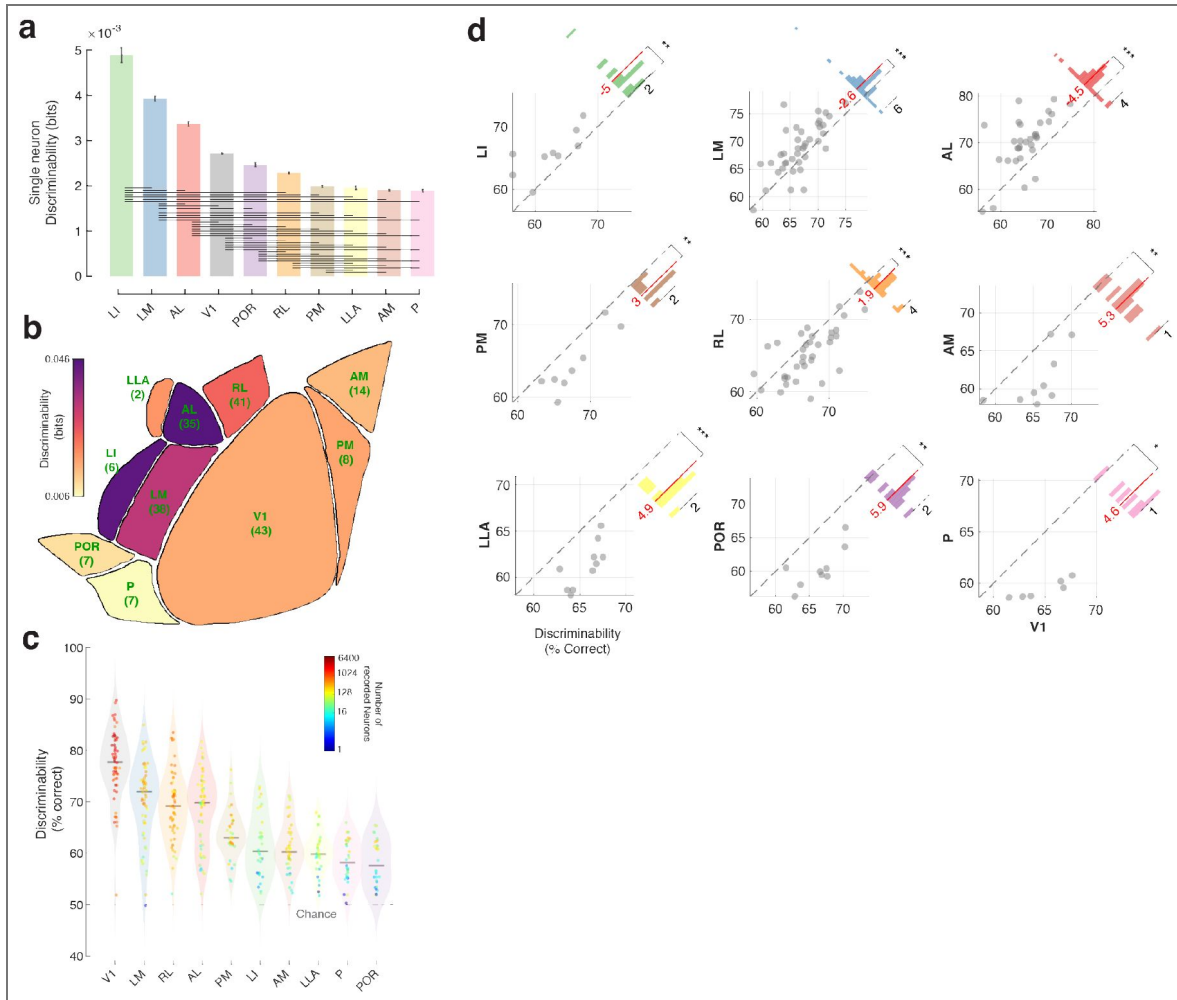 a
× 10⁻³
Single neuron
Discriminability (bits)
5
4
3
2
1
0
LI
LM
AL
V1
POR
RL
PM
LLA
AM
P
b
0.046
0.006
Discriminability
(bits)
LLA
(2)
AL
(35)
RL
(41)
AM
(14)
LI
(6)
LM
PM
(8)
V1
(43)
POR
(7)
P
(7)
c
Discriminability
(% correct)
100
90
80
70
60
50
40
6400
1024
128
16
1
Number of
recorded Neurons
Chance
V1
LM
RL
AL
PM
LI
AM
LLA
P
POR
d
LI
70
60
60
70
-5
2
**
LM
75
70
65
60
60
65
70
75
-2.6
6
***
AL
80
70
60
60
70
80
-4.5
4
***
PM
70
65
60
60
70
3
2
**
RL
70
60
60
70
1.9
4
***
AM
70
65
60
60
65
70
5.3
1
**
LLA
70
65
60
60
65
70
4.9
2
***
Discriminability
(% Correct)
POR
70
65
60
60
70
5.9
2
**
P
70
65
60
60
65
70
4.6
1
*
V1